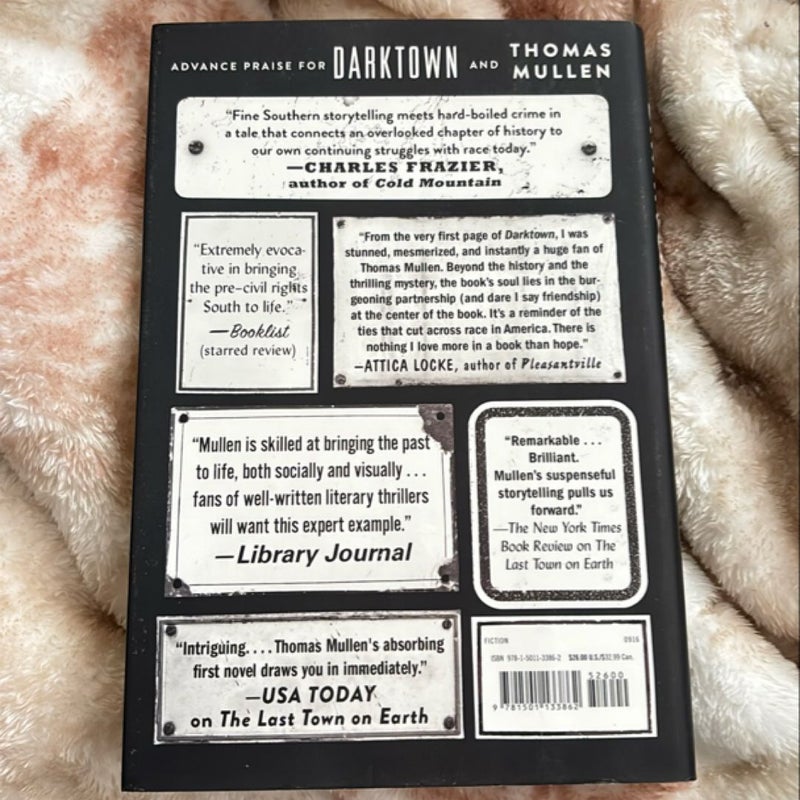 ADVANCE PRAISE FOR DARKTOWN AND THOMAS MULLEN
"Fine Southern storytelling meets hard-boiled crime in
a tale that connects an overlooked chapter of history to
our own continuing struggles with race today."
—CHARLES FRAZIER,
author of Cold Mountain
"Extremely evoca-
tive in bringing
the pre–civil rights
South to life."
—Booklist
(starred review)
"From the very first page of Darktown, I was
stunned, mesmerized, and instantly a huge fan of
Thomas Mullen. Beyond the history and the
thrilling mystery, the book's soul lies in the bur-
geoning partnership (and dare I say friendship)
at the center of the book. It's a reminder of the
ties that cut across race in America. There is
nothing I love more in a book than hope."
—ATTICA LOCKE, author of Pleasantville
"Mullen is skilled at bringing the past
to life, both socially and visually . . .
fans of well-written literary thrillers
will want this expert example."
—Library Journal
"Remarkable . . .
Brilliant.
Mullen's suspenseful
storytelling pulls us
forward."
—The New York Times
Book Review on The
Last Town on Earth
"Intriguing. . . . Thomas Mullen's absorbing
first novel draws you in immediately."
—USA TODAY
on The Last Town on Earth
FICTION 0916
ISBN 978-1-5011-3386-2 $26.00 U.S./$32.99 Can.
52600
9 781501 133862